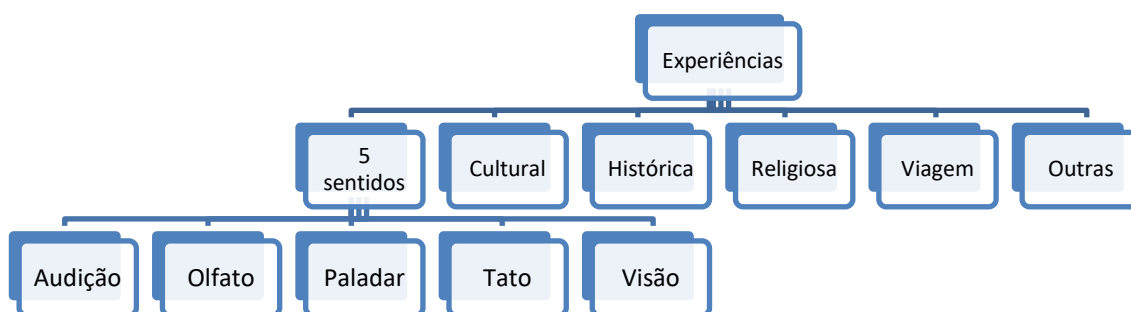 Experiências
5
sentidos
Cultural
Histórica
Religiosa
Viagem
Outras
Audição
Olfato
Paladar
Tato
Visão